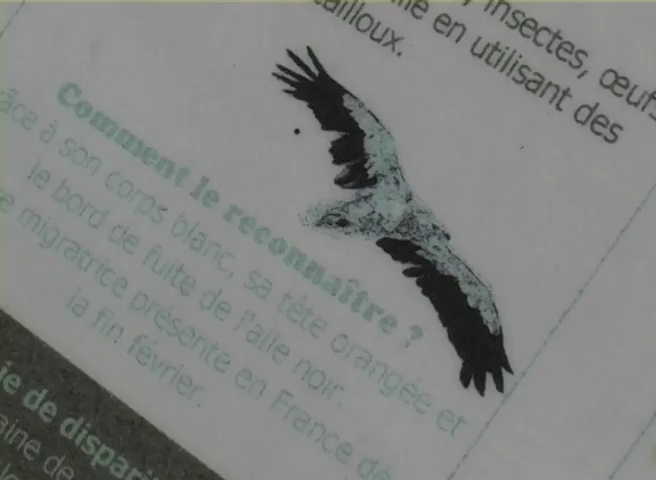 , insectes, œufs
en utilisant des
cailloux.
Comment le reconnaître ?
âce à son corps blanc, sa tête orangée et
le bord de fuite de l'aile noir.
e migratrice présente en France de
la fin février.
ie de dispari
aine de